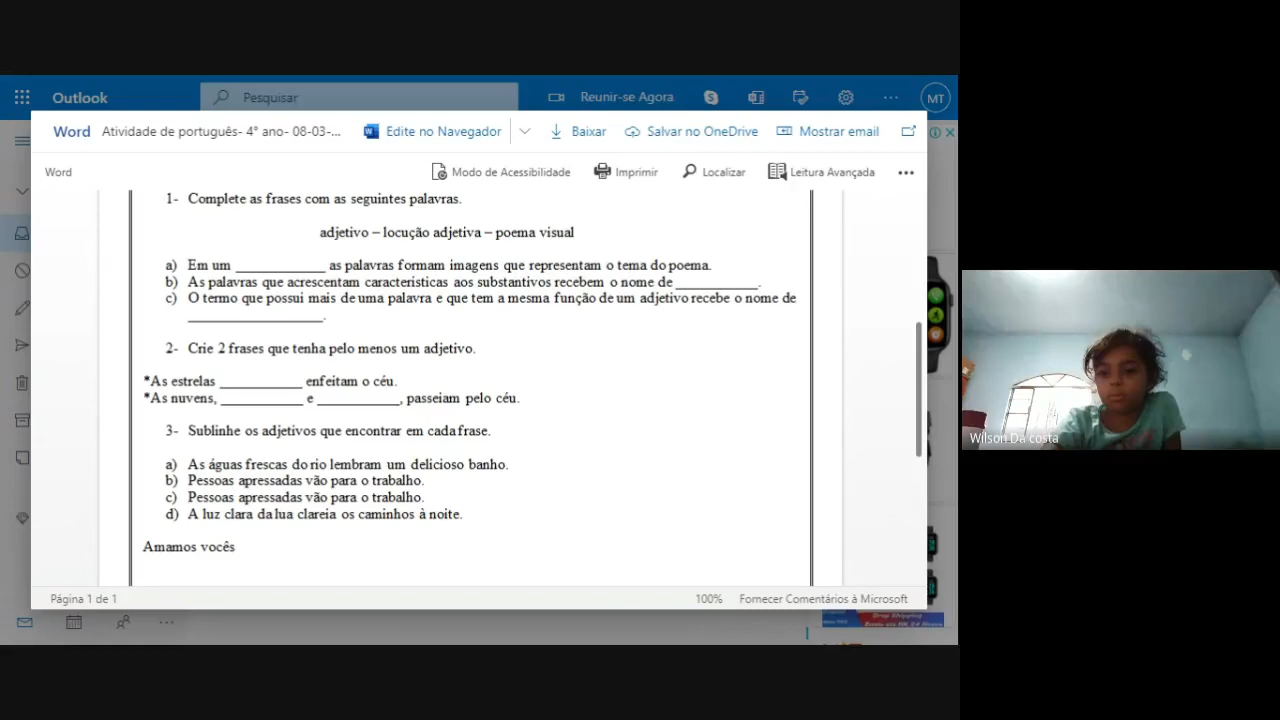 Outlook
Pesquisar
Reunir-se Agora
MT
Word Atividade de português- 4° ano- 08-03-...
Edite no Navegador
Baixar
Salvar no OneDrive
Mostrar email
Word
Modo de Acessibilidade
Imprimir
Localizar
Leitura Avançada
1- Complete as frases com as seguintes palavras.
adjetivo – locução adjetiva – poema visual
a) Em um ____________ as palavras formam imagens que representam o tema do poema.
b) As palavras que acrescentam características aos substantivos recebem o nome de ___________.
c) O termo que possui mais de uma palavra e que tem a mesma função de um adjetivo recebe o nome de
__________________.
2- Crie 2 frases que tenha pelo menos um adjetivo.
*As estrelas ___________ enfeitam o céu.
*As nuvens, ___________ e ___________, passeiam pelo céu.
3- Sublinhe os adjetivos que encontrar em cada frase.
a) As águas frescas do rio lembram um delicioso banho.
b) Pessoas apressadas vão para o trabalho.
c) Pessoas apressadas vão para o trabalho.
d) A luz clara da lua clareia os caminhos à noite.
Amamos vocês
Página 1 de 1
100%
Fornecer Comentários à Microsoft
Wilson Da costa